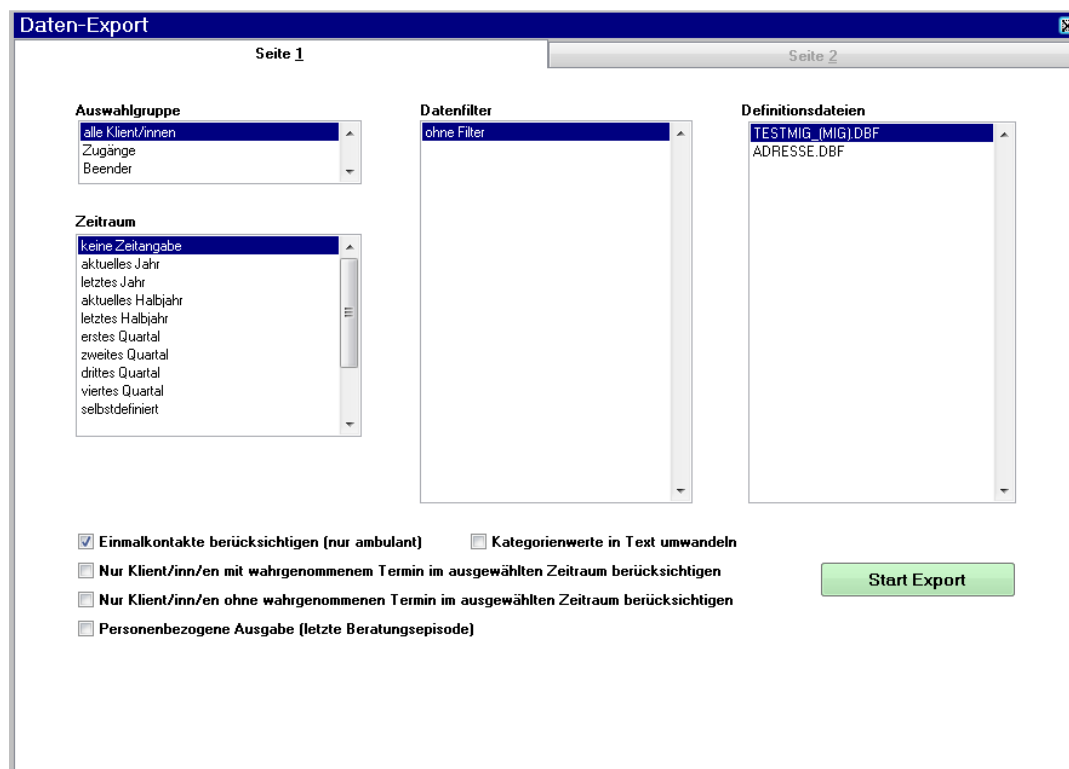 Daten-Export
Seite 1
Seite 2
Auswahlgruppe
alle Klient/innen
Zugänge
Beender
Zeitraum
keine Zeitangabe
aktuelles Jahr
letztes Jahr
aktuelles Halbjahr
letztes Halbjahr
erstes Quartal
zweites Quartal
drittes Quartal
viertes Quartal
selbstdefiniert
Datenfilter
ohne Filter
Definitionsdateien
TESTMIG_(MIG).DBF
ADRESSE.DBF
Einmalkontakte berücksichtigen (nur ambulant)
Kategorienwerte in Text umwandeln
Nur Klient/inn/en mit wahrgenommenem Termin im ausgewählten Zeitraum berücksichtigen
Nur Klient/inn/en ohne wahrgenommenen Termin im ausgewählten Zeitraum berücksichtigen
Personenbezogene Ausgabe (letzte Beratungsepisode)
Start Export